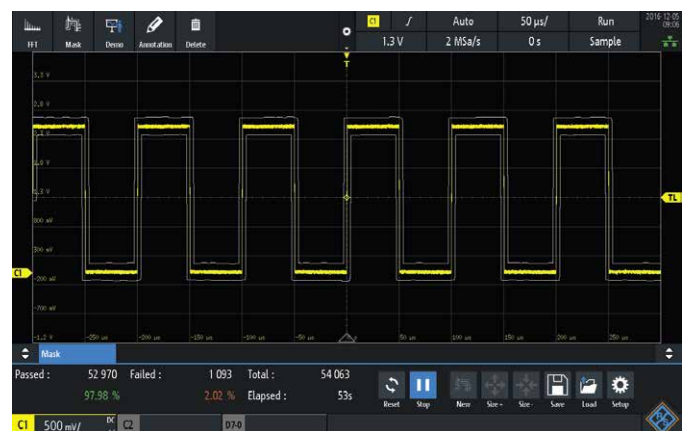 C1 Auto 50 µs/ Run 2016-12-05
09:06
FFT Mask Demo Annotation Delete
1.3 V 2 MSa/s 0 s Sample
T
3,3 V
2,8 V
1,8 V
TL
800 mV
300 mV
C1
-200 mV
-700 mV
-1,2 V -250 µs -200 µs -150 µs -100 µs -50 µs 50 µs 100 µs 150 µs 200 µs 250 µs
Mask
Passed : 52 970 Failed : 1 093 Total : 54 063
97.98 % 2.02 % Elapsed : 53s
Reset Stop New Size+ Size- Save Load Setup
C1 500 mV/ DC C2 D7-0